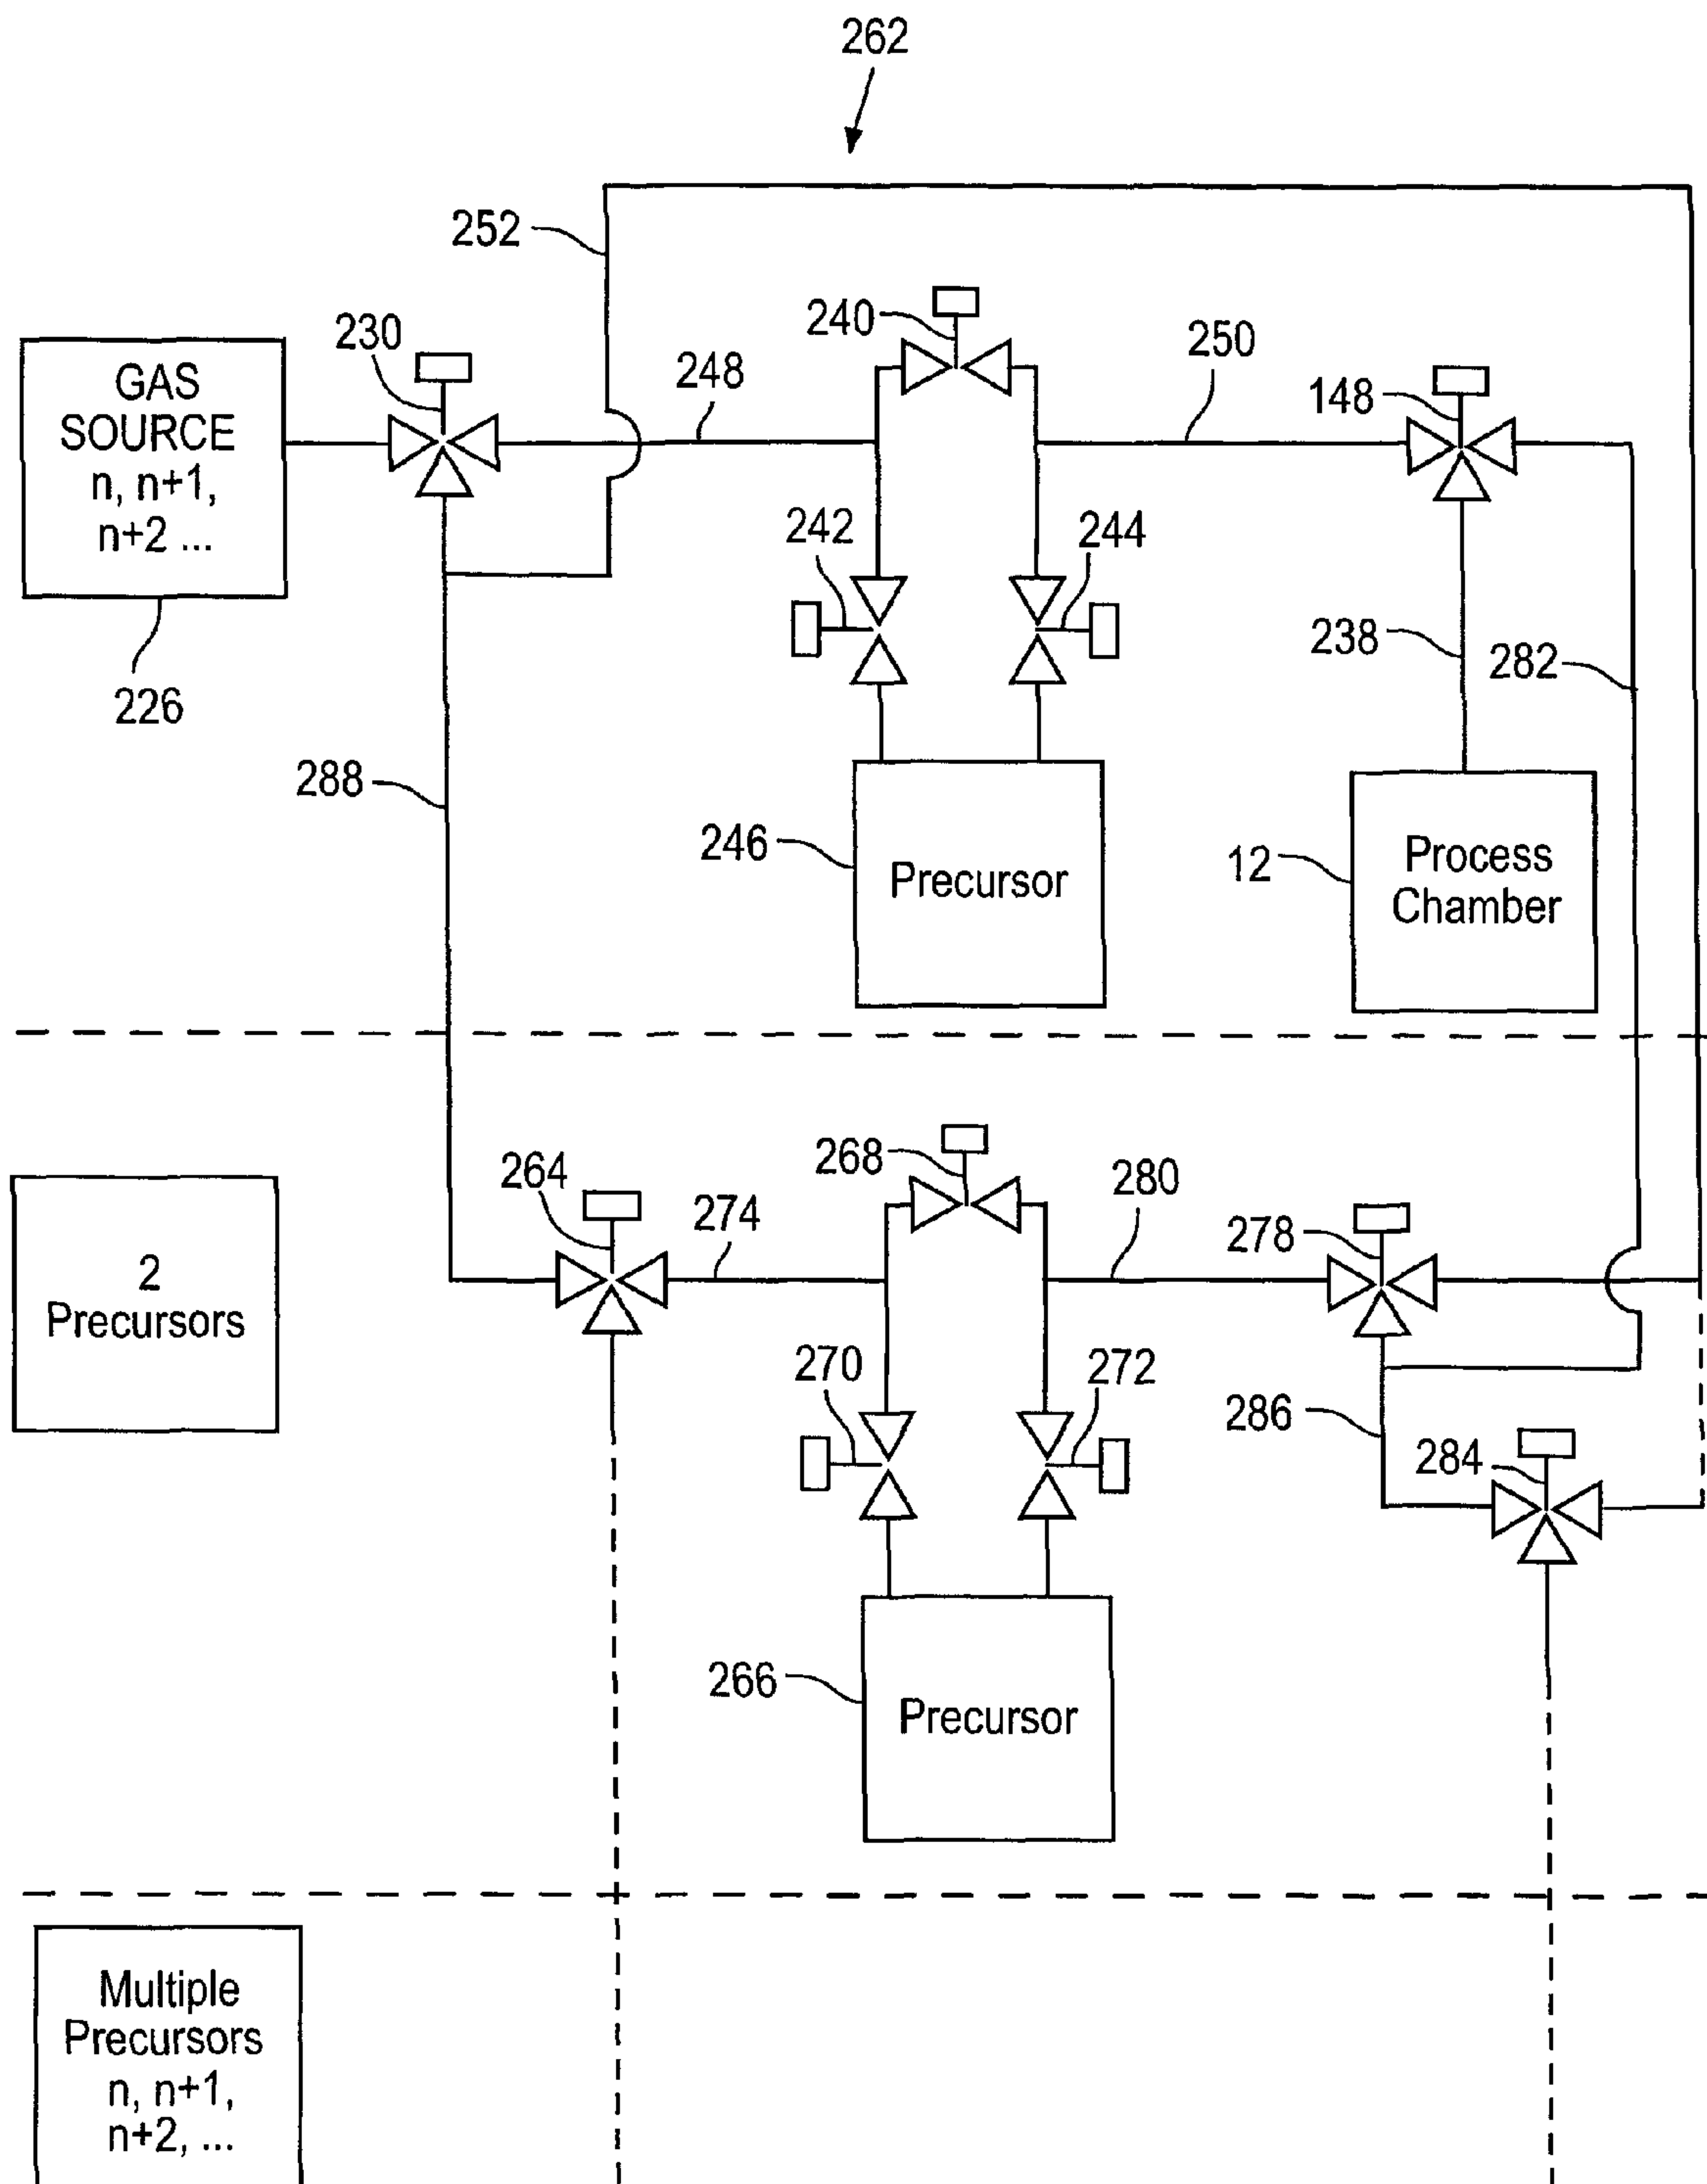 262
252
240
230
250
248
148
GAS
SOURCE
n, n+1,
n+2 ...
242
244
238
282
226
288
246
Precursor
12
Process
Chamber
268
264
280
274
278
2
Precursors
270
272
286
284
266
Precursor
Multiple
Precursors
n, n+1,
n+2, ...